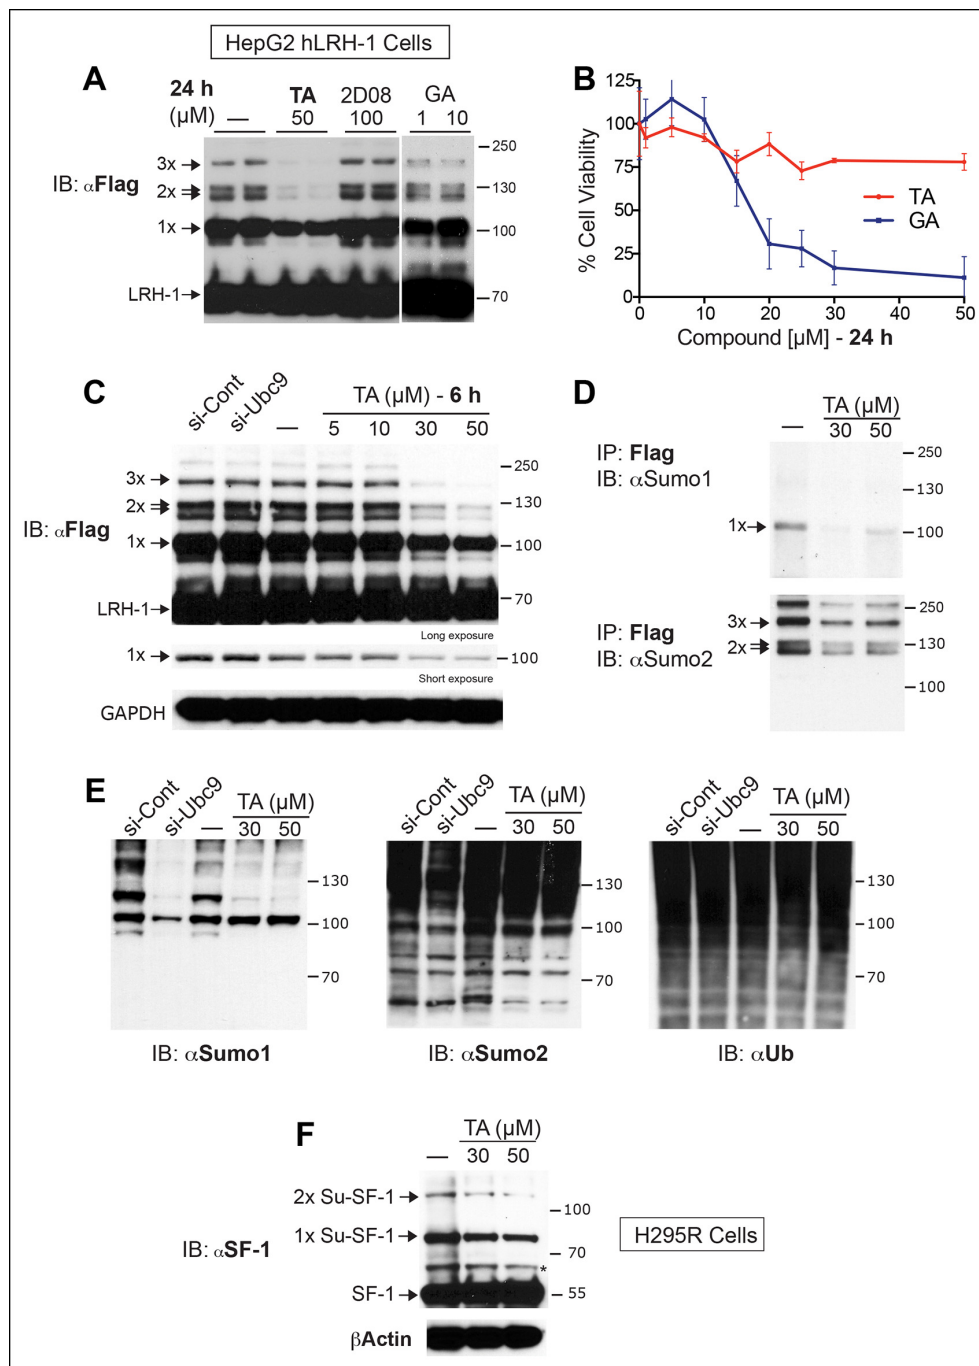 HepG2 hLRH-1 Cells
A
24 h
(µM)
—
TA
50
2D08
100
GA
1 10
IB: αFlag
3x
2x
1x
LRH-1
250
130
100
70
B
% Cell Viability
125
100
75
50
25
0
0 10 20 30 40 50
Compound [µM] - 24 h
TA
GA
C
si-Cont
si-Ubc9
—
TA (µM) - 6 h
5 10 30 50
IB: αFlag
3x
2x
1x
LRH-1
250
130
100
70
Long exposure
1x
100
Short exposure
GAPDH
D
—
TA (µM)
30 50
IP: Flag
IB: αSumo1
250
130
1x
100
IP: Flag
IB: αSumo2
3x
2x
250
130
100
E
si-Cont
si-Ubc9
—
TA (µM)
30 50
130
100
70
IB: αSumo1
si-Cont
si-Ubc9
—
TA (µM)
30 50
130
100
70
IB: αSumo2
si-Cont
si-Ubc9
—
TA (µM)
30 50
130
100
70
IB: αUb
F
—
TA (µM)
30 50
IB: αSF-1
2x Su-SF-1
1x Su-SF-1
SF-1
100
70
*
55
βActin
H295R Cells